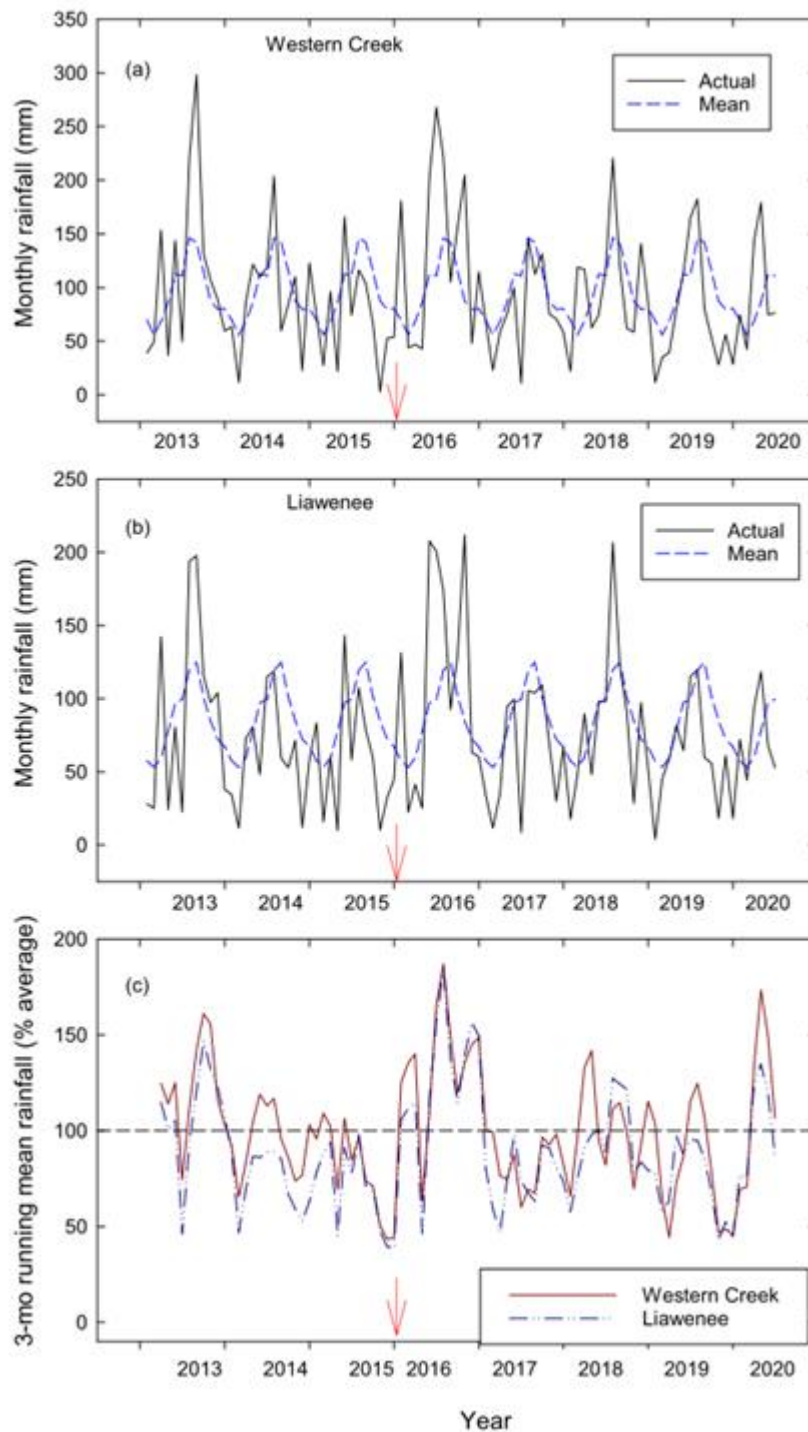 Western Creek
(a)
Actual
Mean
Monthly rainfall (mm)
350
300
250
200
150
100
50
0
2013 2014 2015 2016 2017 2018 2019 2020
Liawenee
(b)
Actual
Mean
Monthly rainfall (mm)
250
200
150
100
50
0
2013 2014 2015 2016 2017 2018 2019 2020
(c)
3-mo running mean rainfall (% average)
200
150
100
50
0
Western Creek
Liawenee
2013 2014 2015 2016 2017 2018 2019 2020
Year